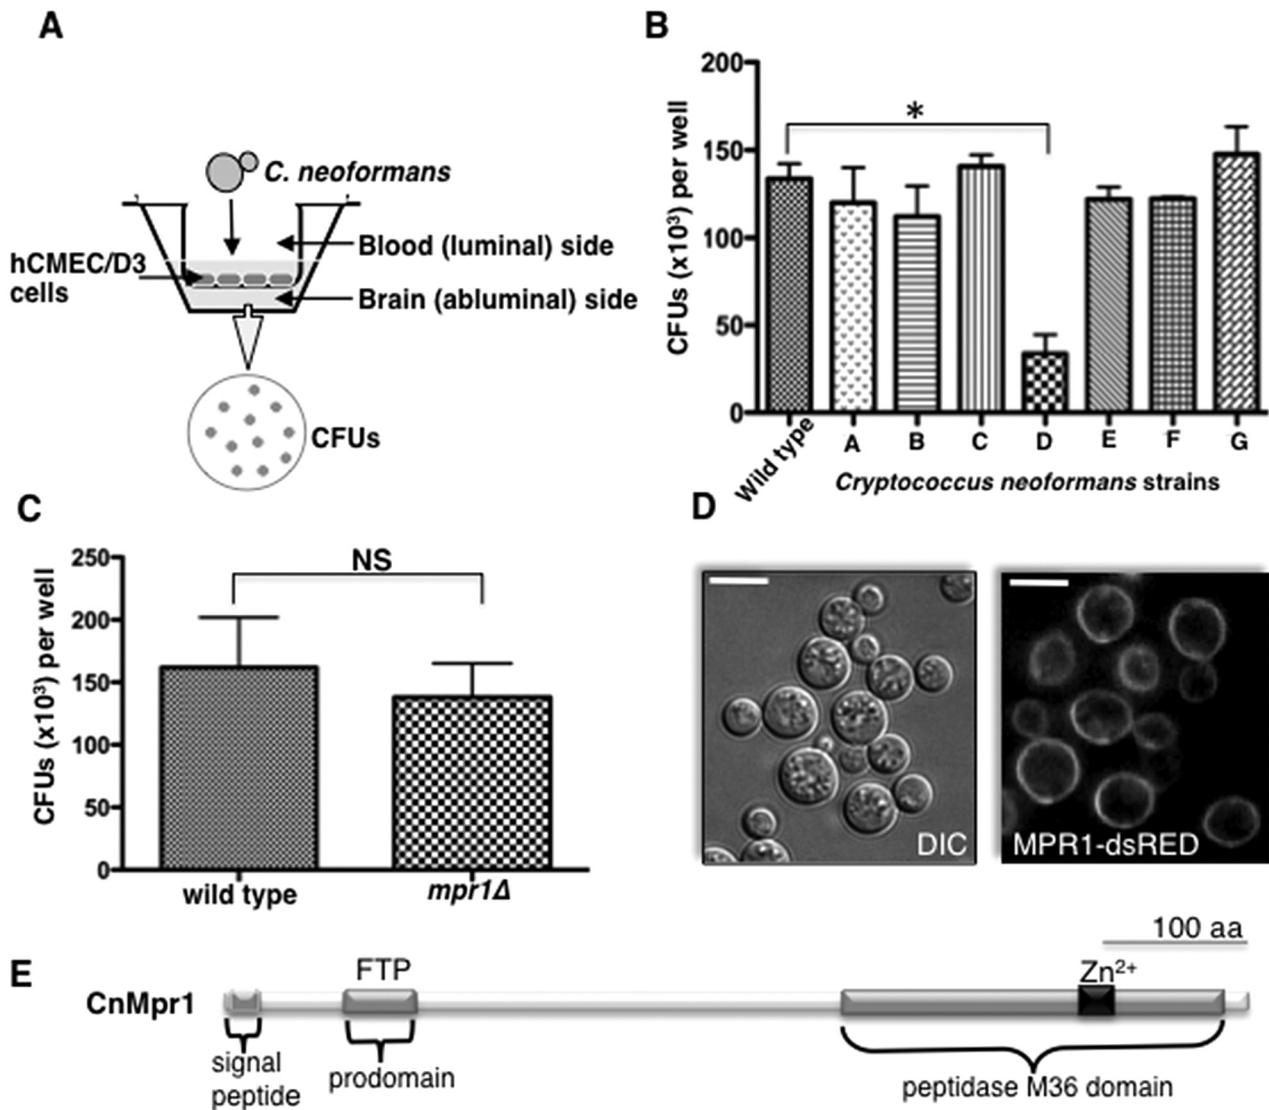 A
C. neoformans
Blood (luminal) side
hCMEC/D3
cells
Brain (abluminal) side
CFUs
B
CFUs (x10³) per well
200
150
100
50
0
*
Wild type
A
B
C
D
E
F
G
Cryptococcus neoformans strains
C
CFUs (x10³) per well
250
200
150
100
50
0
NS
wild type
mpr1Δ
D
DIC
MPR1-dsRED
E
100 aa
FTP
Zn²⁺
CnMpr1
signal
peptide
prodomain
peptidase M36 domain